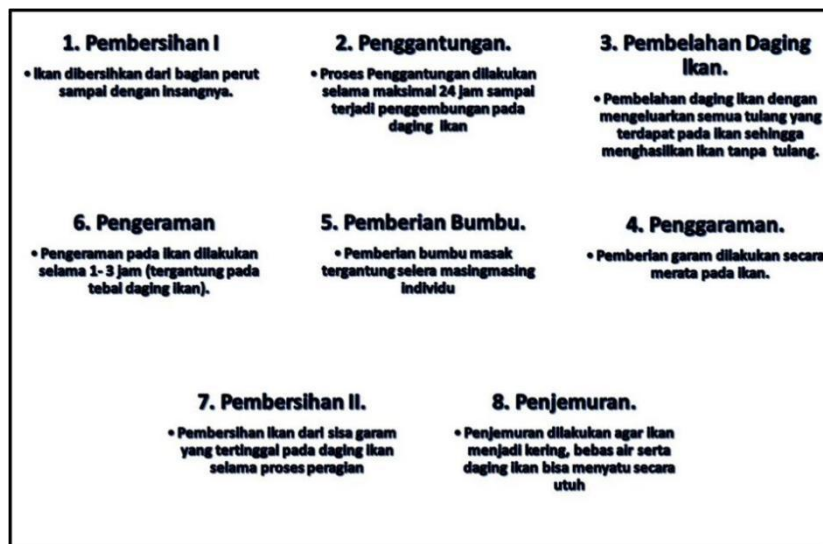 1. Pembersihan I
• Ikan dibersihkan dari bagian perut
sampai dengan insangnya.
2. Penggantungan.
• Proses Penggantungan dilakukan
selama maksimal 24 jam sampai
terjadi penggembungan pada
daging ikan
3. Pembelahan Daging
Ikan.
• Pembelahan daging ikan dengan
mengeluarkan semua tulang yang
terdapat pada ikan sehingga
menghasilkan ikan tanpa tulang.
4. Penggaraman.
• Pemberian garam dilakukan secara
merata pada ikan.
5. Pemberian Bumbu.
• Pemberian bumbu masak
tergantung selera masingmasing
individu
6. Pengeraman
• Pengeraman pada ikan dilakukan
selama 1- 3 jam (tergantung pada
tebal daging ikan).
7. Pembersihan II.
• Pembersihan ikan dari sisa garam
yang tertinggal pada daging ikan
selama proses peragian
8. Penjemuran.
• Penjemuran dilakukan agar ikan
menjadi kering, bebas air serta
daging ikan bisa menyatu secara
utuh